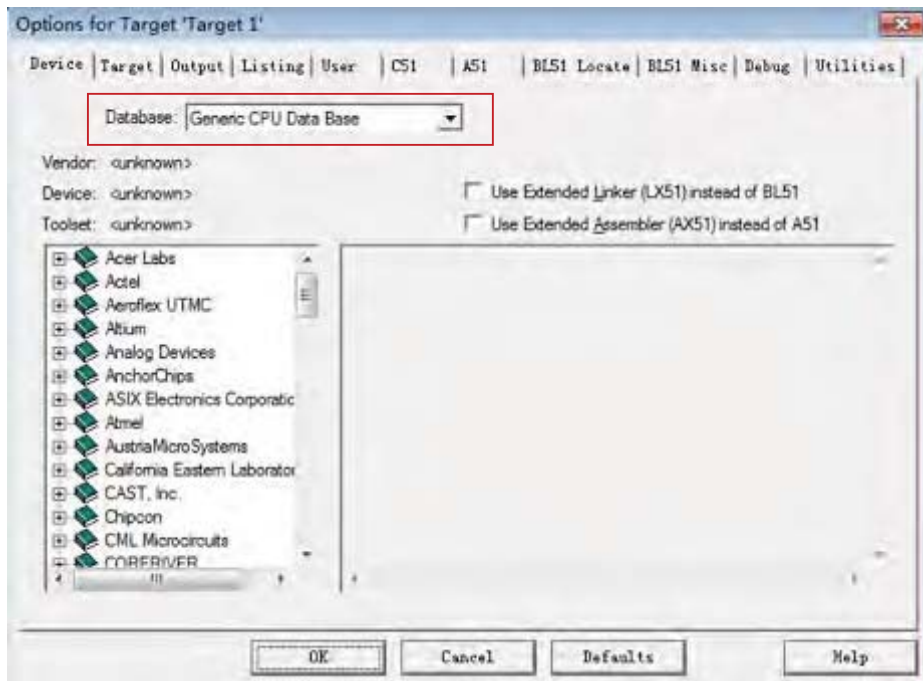 Options for Target 'Target 1'
Device | Target | Output | Listing | User | C51 | A51 | BL51 Locate | BL51 Misc | Debug | Utilities
Database: Generic CPU Data Base
Vendor: <unknown>
Device: <unknown>
Use Extended Linker (LX51) instead of BL51
Toolset: <unknown>
Use Extended Assembler (AX51) instead of A51
Acer Labs
Actel
Aeroflex UTMC
Altium
Analog Devices
AnchorChips
ASIX Electronics Corporatic
Atmel
AustriaMicroSystems
California Eastern Laborator
CAST, Inc.
Chipcon
CML Microcircuits
CORERIVER
OK Cancel Defaults Help